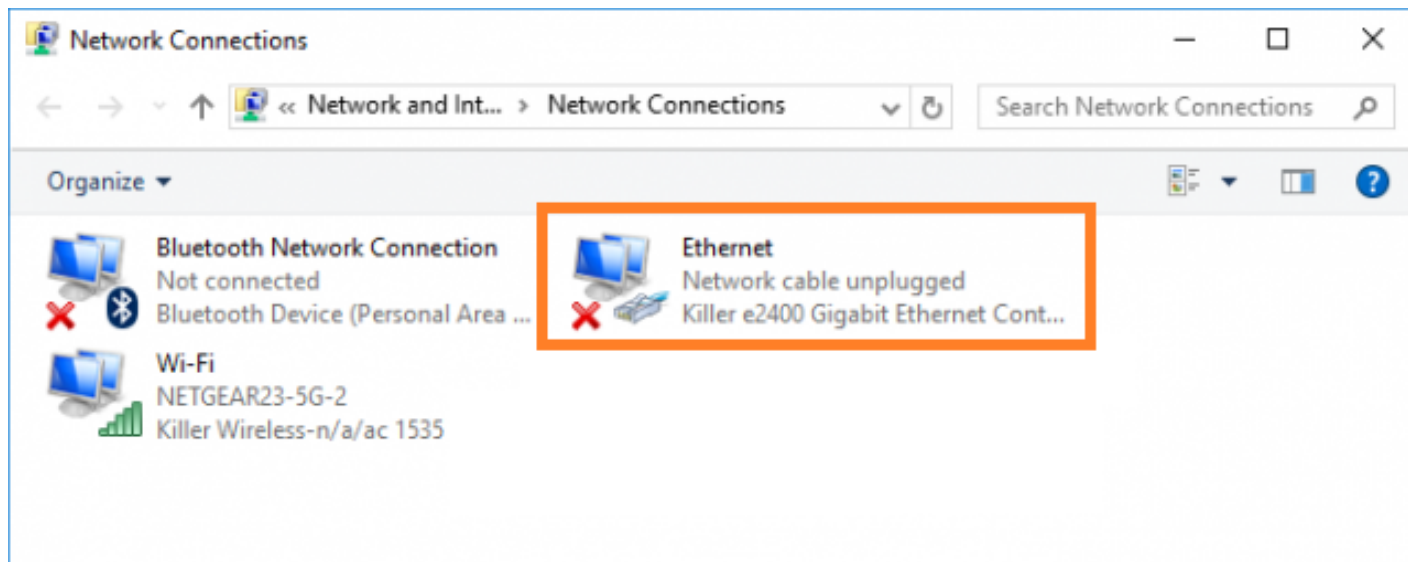 Network Connections
« Network and Int... › Network Connections
Search Network Connections
Organize
?
Bluetooth Network Connection
Not connected
Bluetooth Device (Personal Area ...
Ethernet
Network cable unplugged
Killer e2400 Gigabit Ethernet Cont...
Wi-Fi
NETGEAR23-5G-2
Killer Wireless-n/a/ac 1535